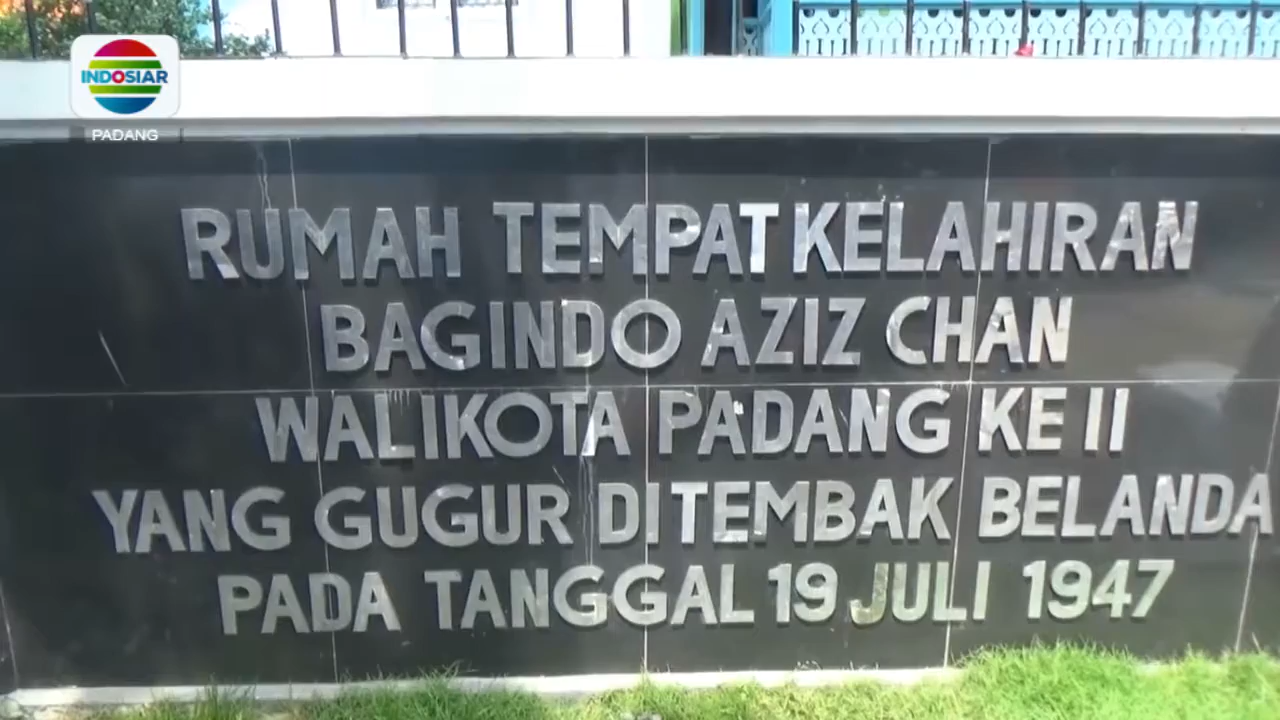 INDOSIAR
PADANG
RUMAH TEMPAT KELAHIRAN
BAGINDO AZIZ CHAN
WALIKOTA PADANG KE II
YANG GUGUR DITEMBAK BELANDA
PADA TANGGAL 19 JULI 1947